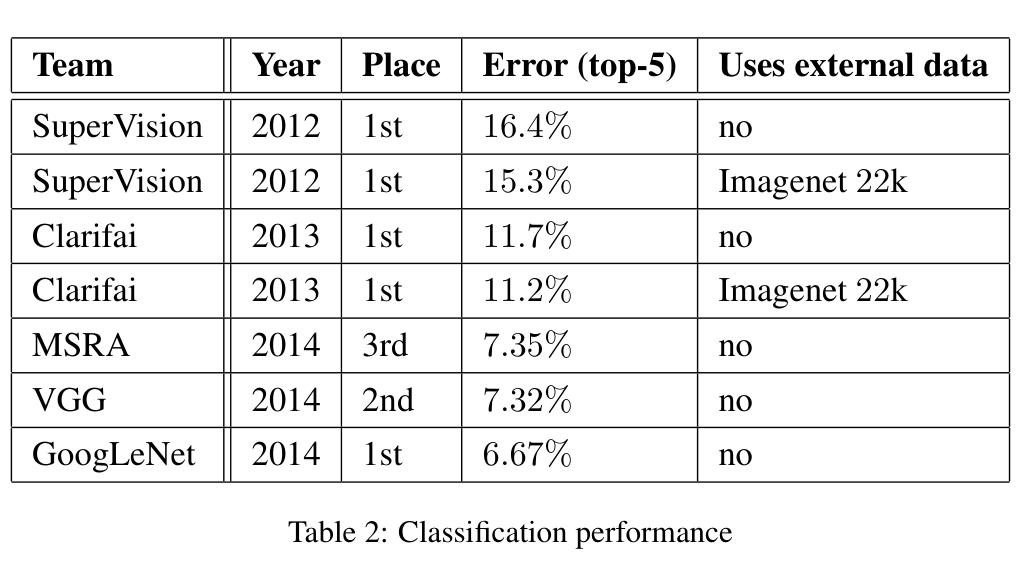 Team Year Place Error (top-5) Uses external data
SuperVision 2012 1st 16.4% no
SuperVision 2012 1st 15.3% Imagenet 22k
Clarifai 2013 1st 11.7% no
Clarifai 2013 1st 11.2% Imagenet 22k
MSRA 2014 3rd 7.35% no
VGG 2014 2nd 7.32% no
GoogLeNet 2014 1st 6.67% no
Table 2: Classification performance